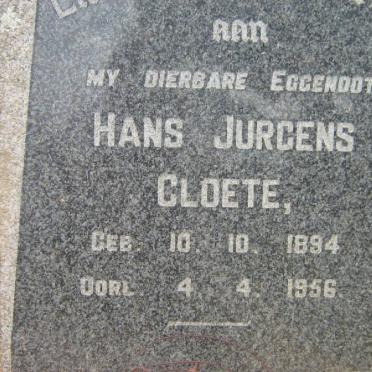 AAN
MY DIERBARE EGGENOOT
HANS JURGENS
CLOETE,
GEB. 10. 10. 1894
OORL. 4. 4. 1956.